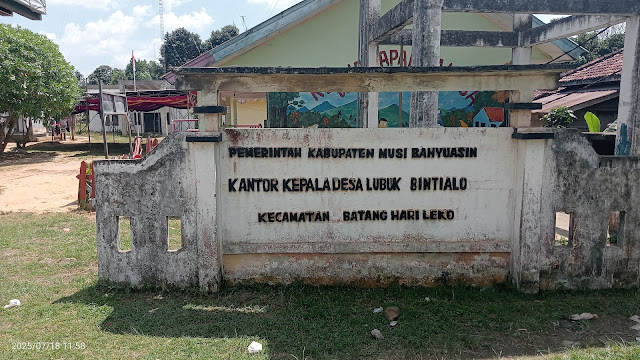 PEMERINTAH KABUPATEN MUSI BANYUASIN
KANTOR KEPALA DESA LUBUK BINTIALO
KECAMATAN BATANG HARI LEKO
2025/07/18 11:58